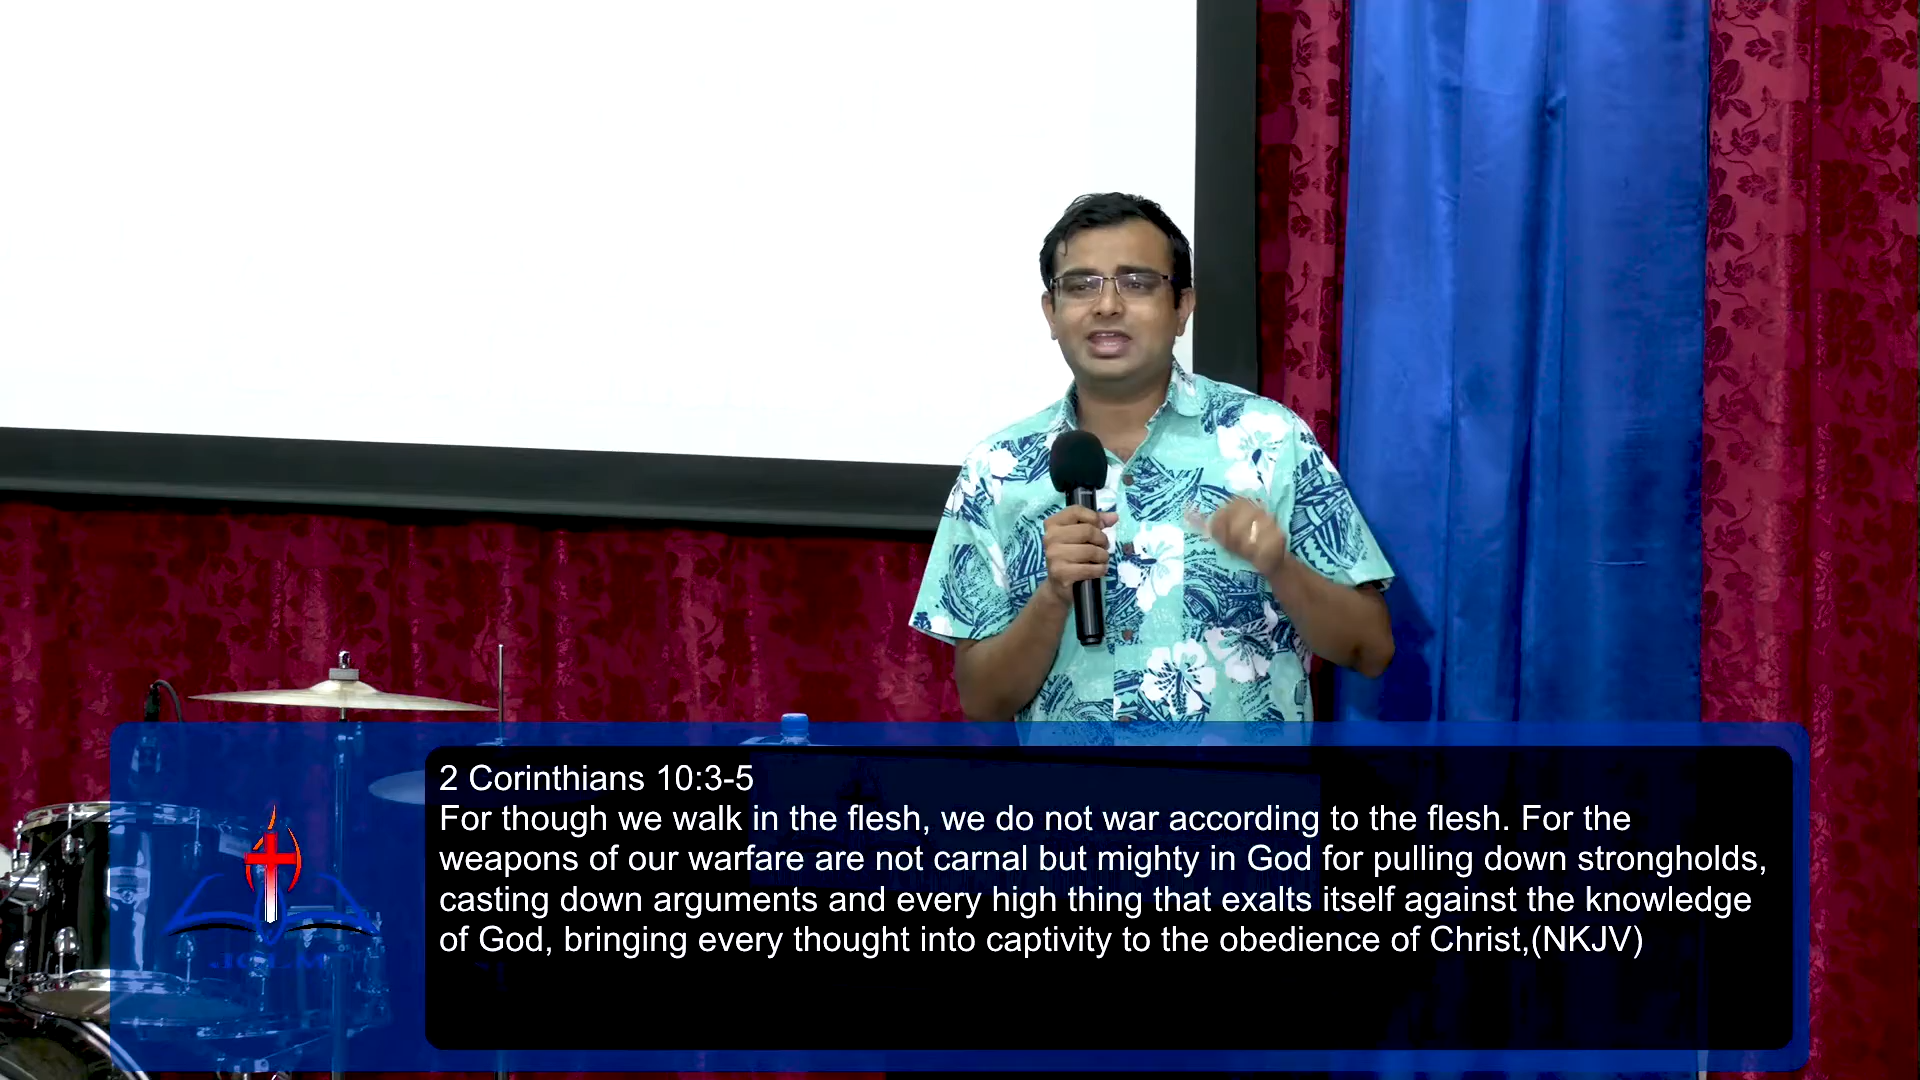 2 Corinthians 10:3-5
For though we walk in the flesh, we do not war according to the flesh. For the
weapons of our warfare are not carnal but mighty in God for pulling down strongholds,
casting down arguments and every high thing that exalts itself against the knowledge
of God, bringing every thought into captivity to the obedience of Christ,(NKJV)